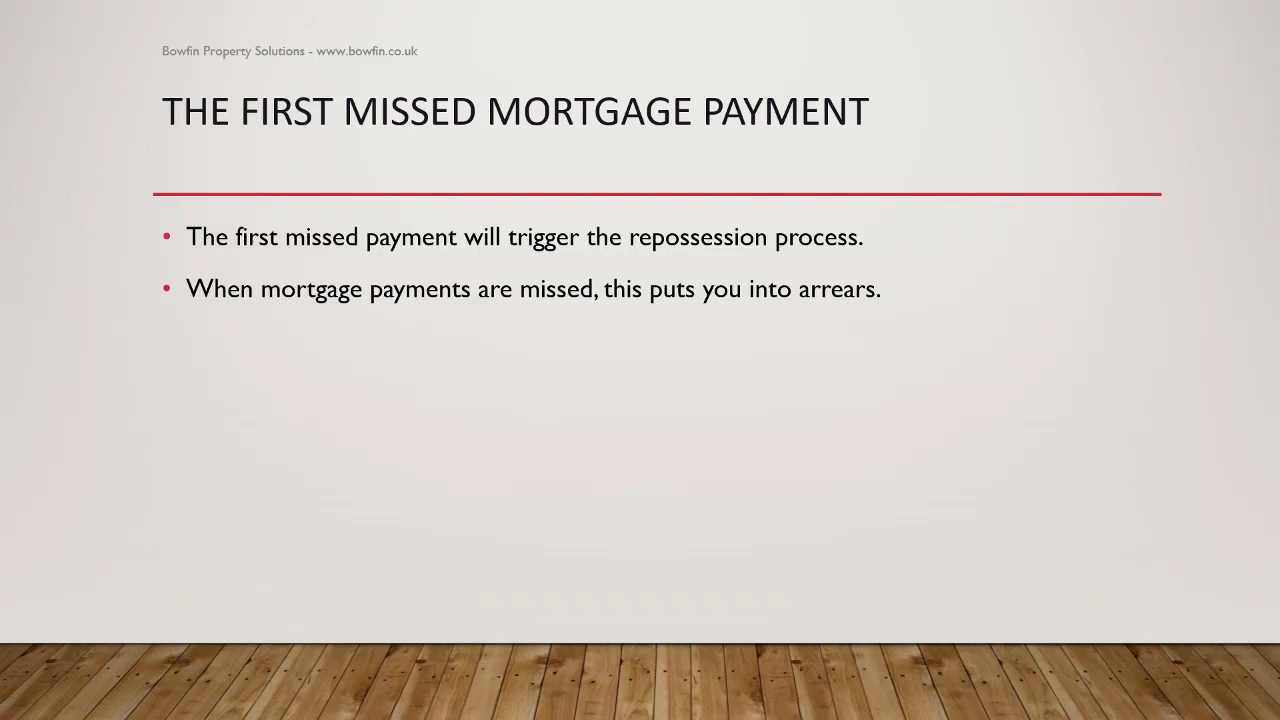 Bowfin Property Solutions - www.bowfin.co.uk
THE FIRST MISSED MORTGAGE PAYMENT
• The first missed payment will trigger the repossession process.
• When mortgage payments are missed, this puts you into arrears.